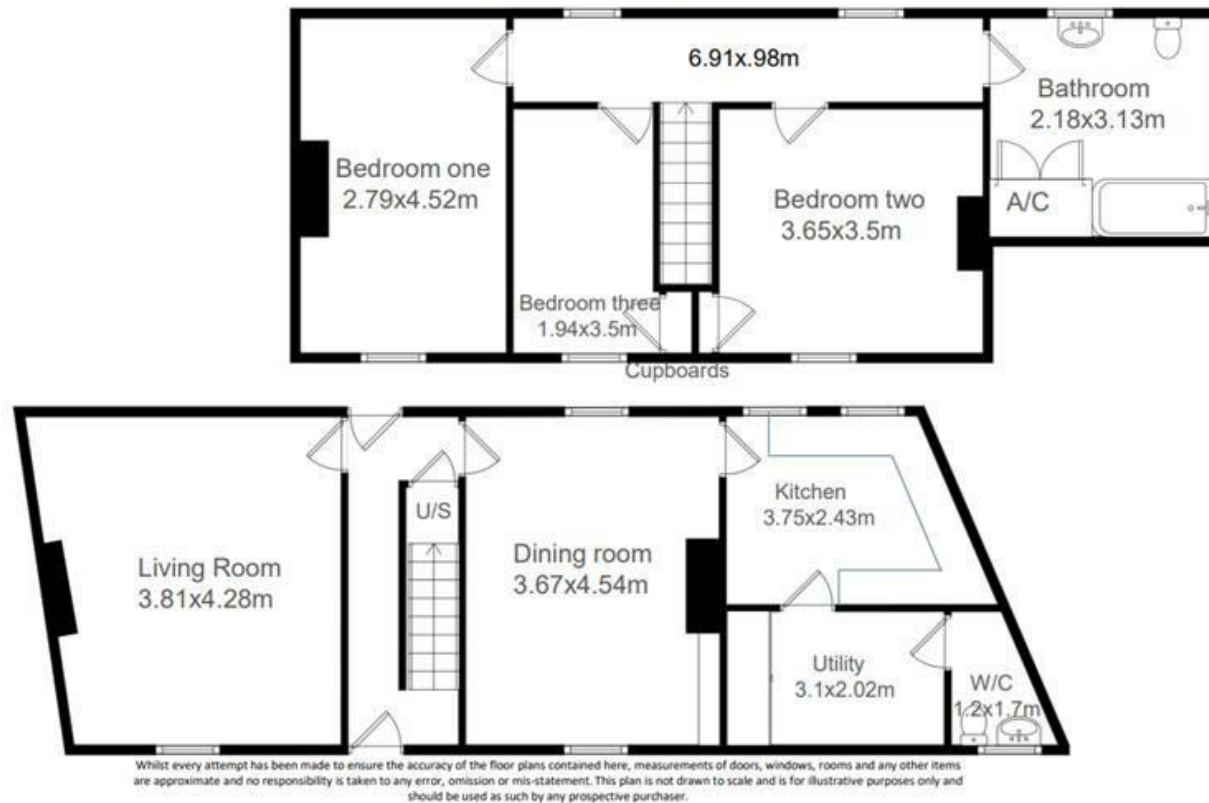 6.91x.98m
Bathroom
2.18x3.13m
Bedroom one
2.79x4.52m
Bedroom two
3.65x3.5m
A/C
Bedroom three
1.94x3.5m
Cupboards
Kitchen
3.75x2.43m
U/S
Living Room
3.81x4.28m
Dining room
3.67x4.54m
Utility
3.1x2.02m
W/C
1.2x1.7m
Whilst every attempt has been made to ensure the accuracy of the floor plans contained here, measurements of doors, windows, rooms and any other items
are approximate and no responsibility is taken to any error, omission or mis-statement. This plan is not drawn to scale and is for illustrative purposes only and
should be used as such by any prospective purchaser.